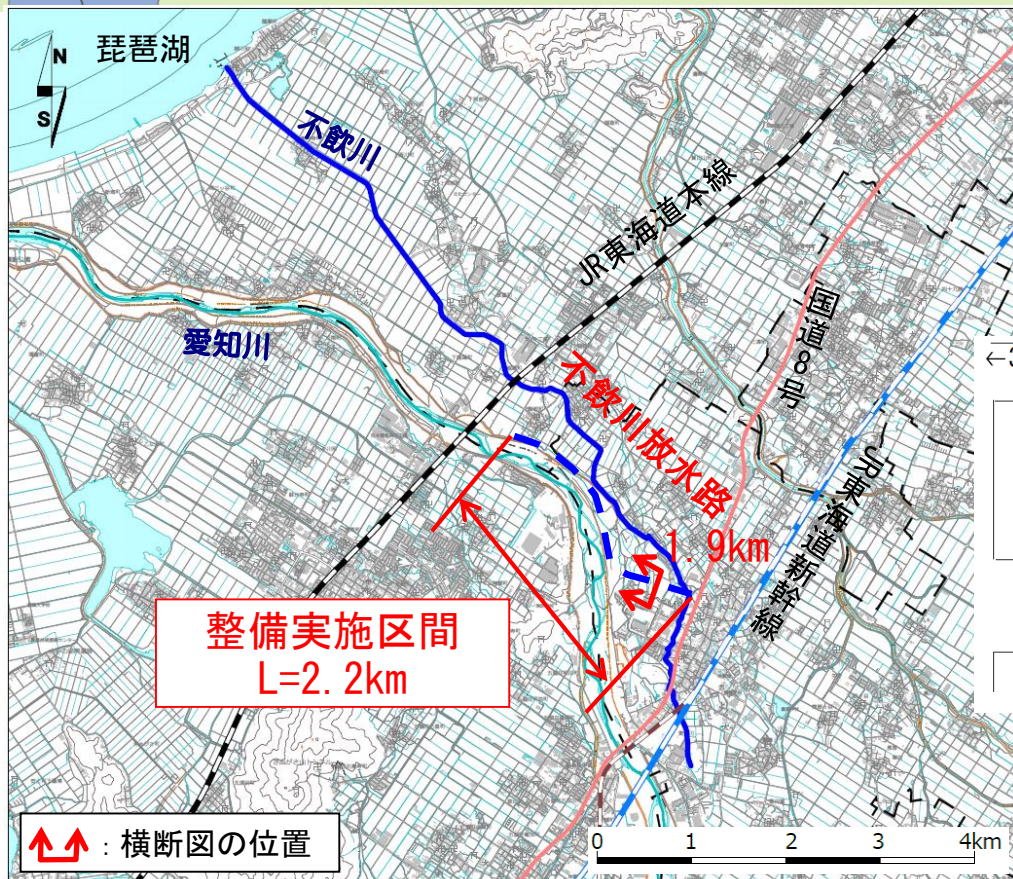 琵琶湖
N
S
不飲川
JR東海道本線
愛知川
国道8号
不飲川放水路
1.9km
JR東海道新幹線
整備実施区間
L=2.2km
:横断図の位置
0 1 2 3 4km